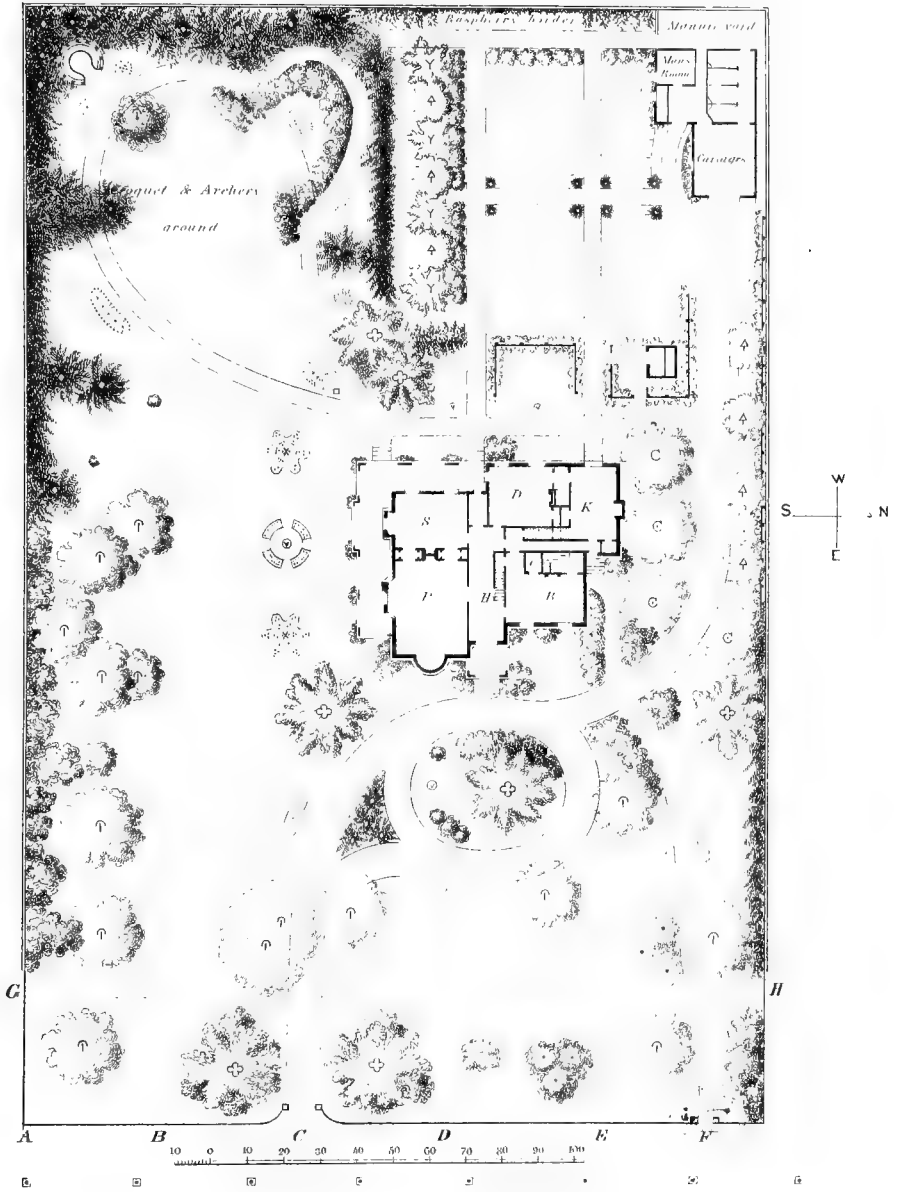 Raspberry border
Manure yard
Mans
Room
Carriages
Croquet & Archery
ground
C
W
S N
E
S
D
K
C
P
H
B
C
C
G
H
A B C D E F
10 0 10 20 30 40 50 60 70 80 90 100